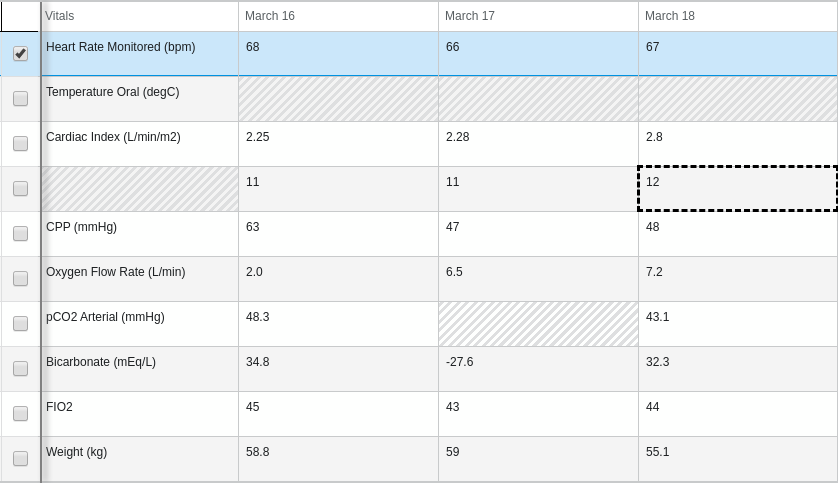 Vitals March 16 March 17 March 18
Heart Rate Monitored (bpm) 68 66 67
Temperature Oral (degC)
Cardiac Index (L/min/m2) 2.25 2.28 2.8
11 11 12
CPP (mmHg) 63 47 48
Oxygen Flow Rate (L/min) 2.0 6.5 7.2
pCO2 Arterial (mmHg) 48.3 43.1
Bicarbonate (mEq/L) 34.8 -27.6 32.3
FIO2 45 43 44
Weight (kg) 58.8 59 55.1